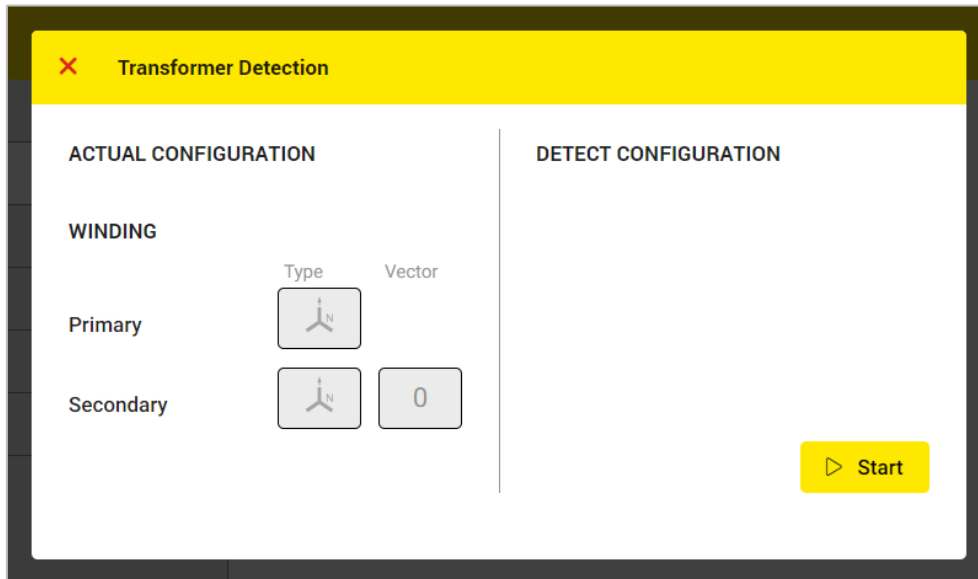 Transformer Detection
ACTUAL CONFIGURATION
WINDING
Type Vector
Primary
N
Secondary
N
0
DETECT CONFIGURATION
Start